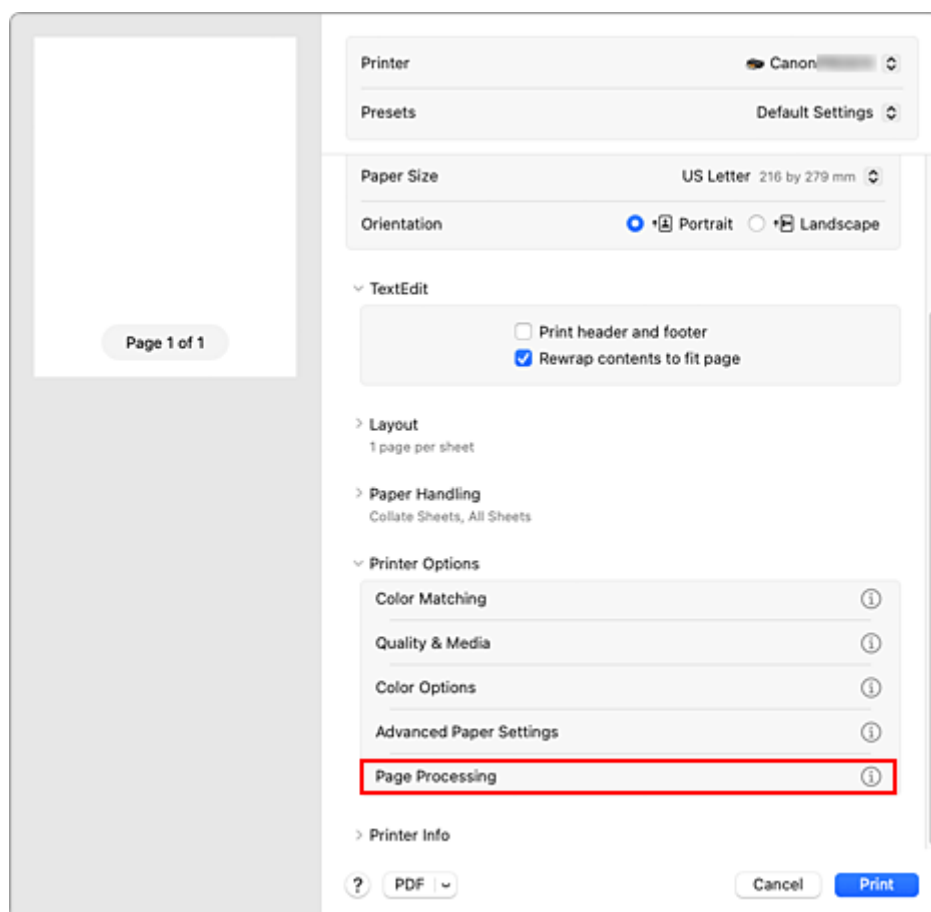 Page 1 of 1
Printer Canon
Presets Default Settings
Paper Size US Letter 216 by 279 mm
Orientation Portrait Landscape
TextEdit
Print header and footer
Rewrap contents to fit page
Layout
1 page per sheet
Paper Handling
Collate Sheets, All Sheets
Printer Options
Color Matching
Quality & Media
Color Options
Advanced Paper Settings
Page Processing
Printer Info
? PDF Cancel Print